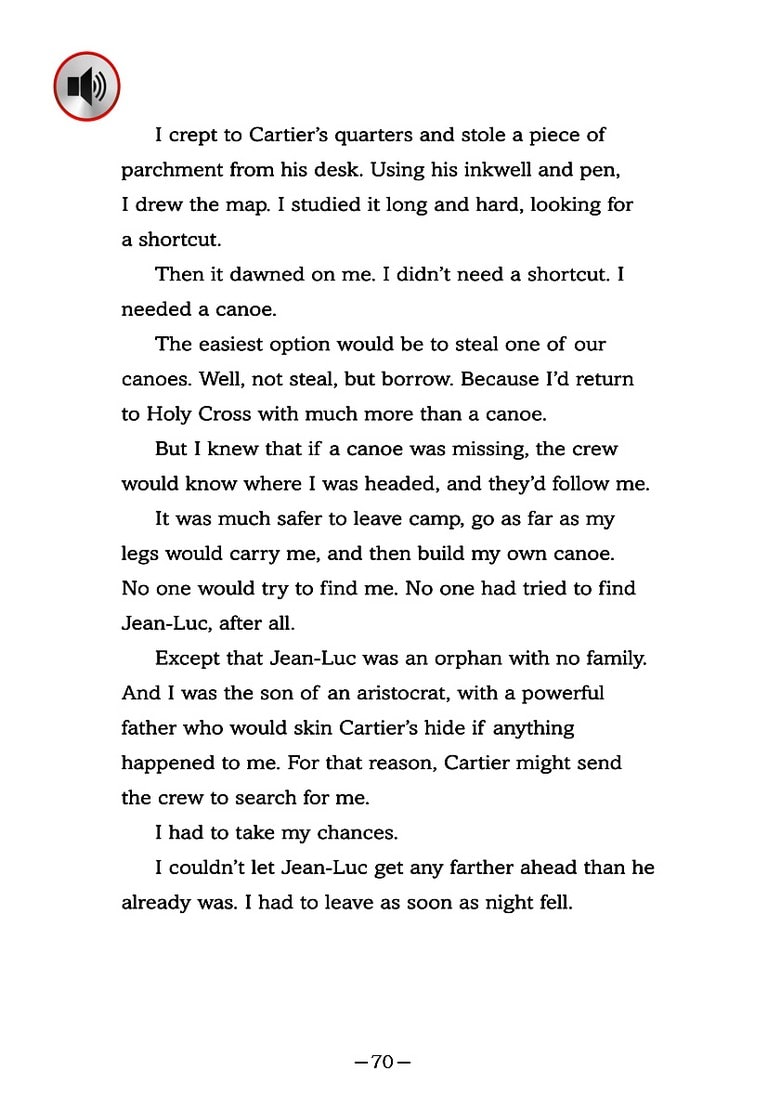 I crept to Cartier’s quarters and stole a piece of
parchment from his desk. Using his inkwell and pen,
I drew the map. I studied it long and hard, looking for
a shortcut.
Then it dawned on me. I didn’t need a shortcut. I
needed a canoe.
The easiest option would be to steal one of our
canoes. Well, not steal, but borrow. Because I’d return
to Holy Cross with much more than a canoe.
But I knew that if a canoe was missing, the crew
would know where I was headed, and they’d follow me.
It was much safer to leave camp, go as far as my
legs would carry me, and then build my own canoe.
No one would try to find me. No one had tried to find
Jean-Luc, after all.
Except that Jean-Luc was an orphan with no family.
And I was the son of an aristocrat, with a powerful
father who would skin Cartier’s hide if anything
happened to me. For that reason, Cartier might send
the crew to search for me.
I had to take my chances.
I couldn’t let Jean-Luc get any farther ahead than he
already was. I had to leave as soon as night fell.
—70—